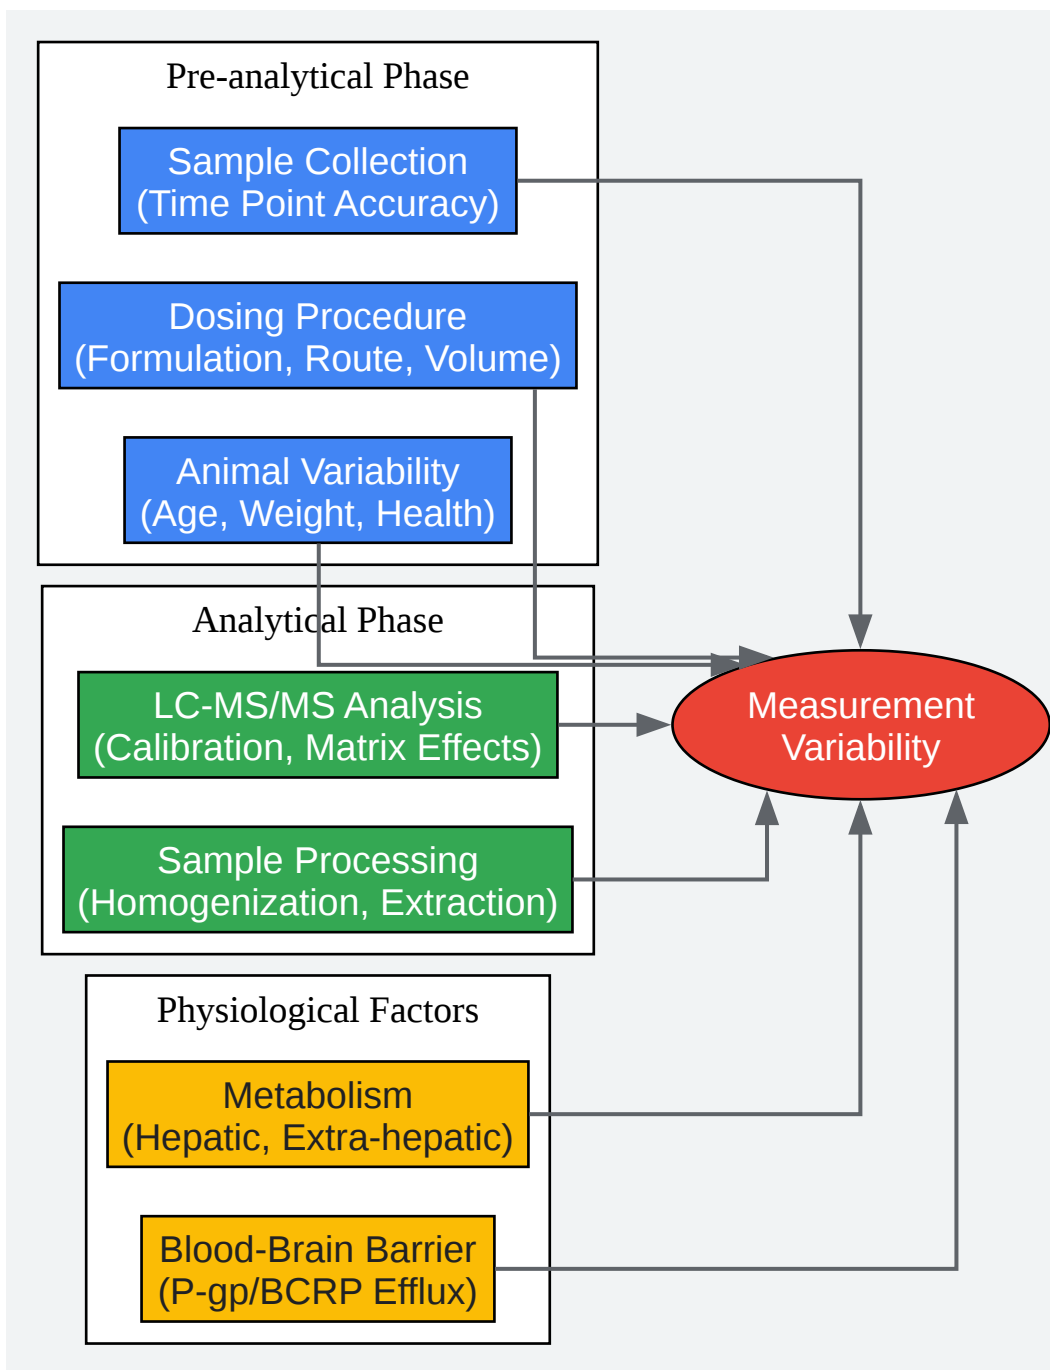 Pre-analytical Phase
Sample Collection
(Time Point Accuracy)
Dosing Procedure
(Formulation, Route, Volume)
Animal Variability
(Age, Weight, Health)
Analytical Phase
LC-MS/MS Analysis
(Calibration, Matrix Effects)
Sample Processing
(Homogenization, Extraction)
Physiological Factors
Metabolism
(Hepatic, Extra-hepatic)
Blood-Brain Barrier
(P-gp/BCRP Efflux)
Measurement
Variability